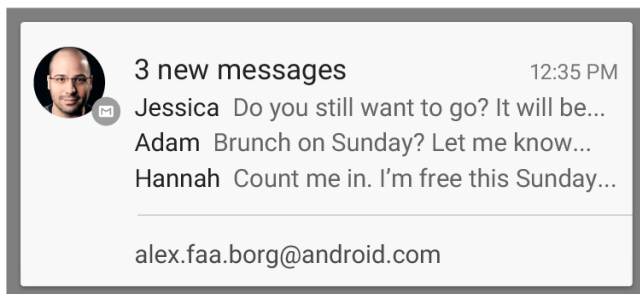 3 new messages 12:35 PM
Jessica Do you still want to go? It will be...
Adam Brunch on Sunday? Let me know...
Hannah Count me in. I’m free this Sunday...
alex.faa.borg@android.com